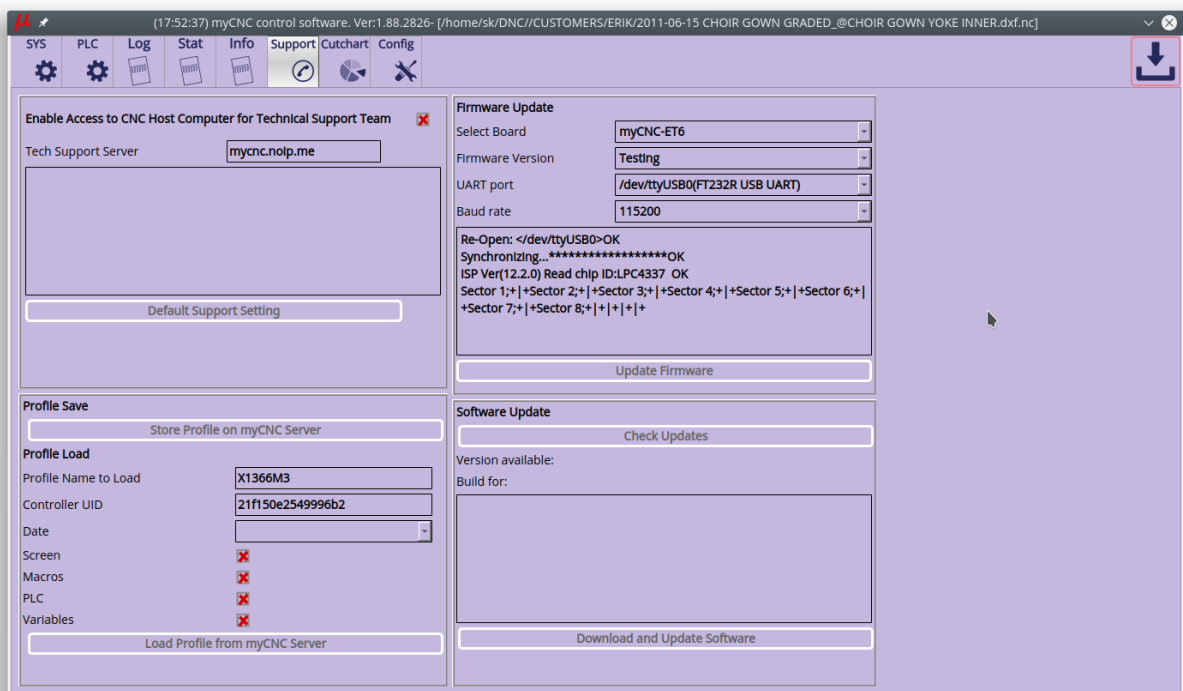 (17:52:37) myCNC control software. Ver:1.88.2826- [/home/sk/DNC//CUSTOMERS/ERIK/2011-06-15 CHOIR GOWN GRADED_@CHOIR GOWN YOKE INNER.dxf.nc]
SYS PLC Log Stat Info Support Cutchart Config
Enable Access to CNC Host Computer for Technical Support Team
Tech Support Server mycnc.noip.me
Default Support Setting
Firmware Update
Select Board myCNC-ET6
Firmware Version Testing
UART port /dev/ttyUSB0(FT232R USB UART)
Baud rate 115200
Re-Open: </dev/ttyUSB0>OK
Synchronizing...*******************OK
ISP Ver(12.2.0) Read chip ID:LPC4337 OK
Sector 1;+|+Sector 2;+|+Sector 3;+|+Sector 4;+|+Sector 5;+|+Sector 6;+|
+Sector 7;+|+Sector 8;+|+|+|+|+
Update Firmware
Profile Save
Store Profile on myCNC Server
Profile Load
Profile Name to Load X1366M3
Controller UID 21f150e2549996b2
Date
Screen
Macros
PLC
Variables
Load Profile from myCNC Server
Software Update
Check Updates
Version available:
Build for:
Download and Update Software